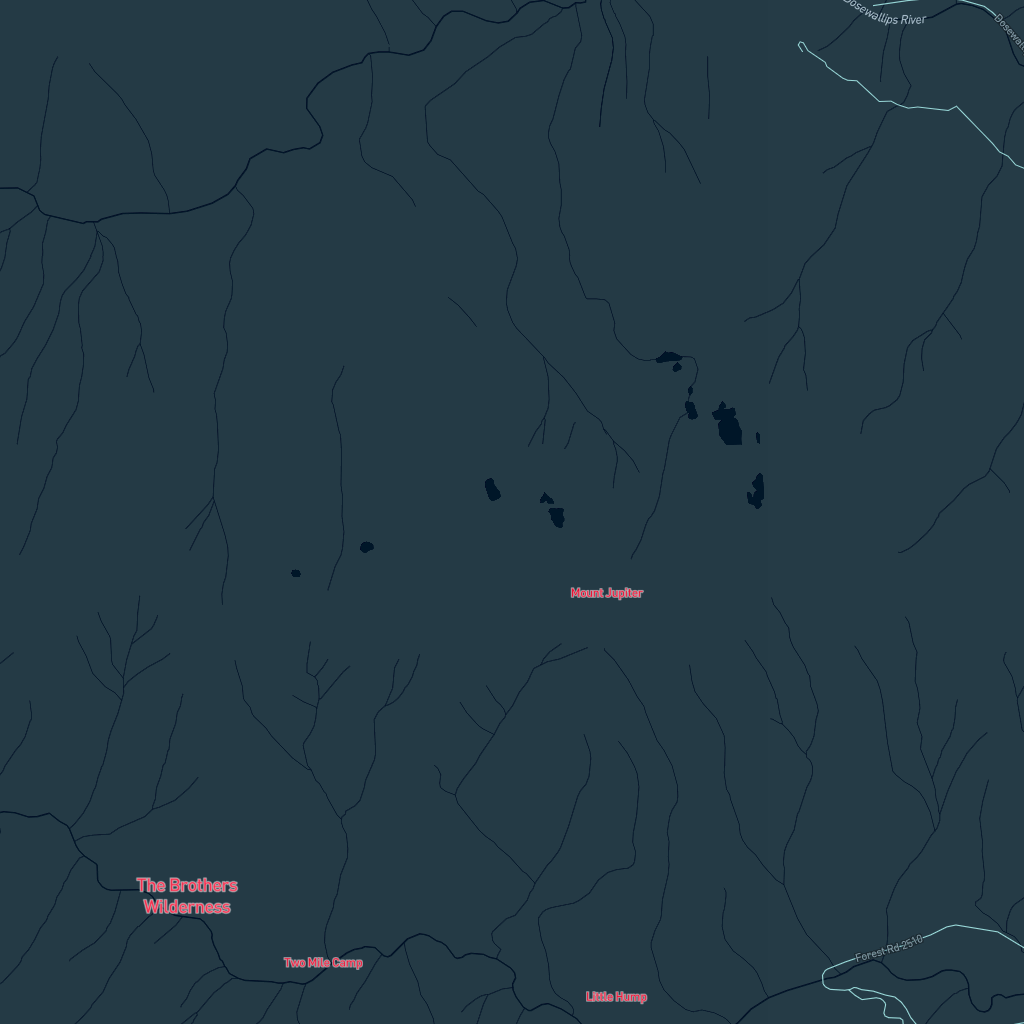 Dosewallips River
Mount Jupiter
The Brothers
Wilderness
Forest Rd 2510
Two Mile Camp
Little Hump